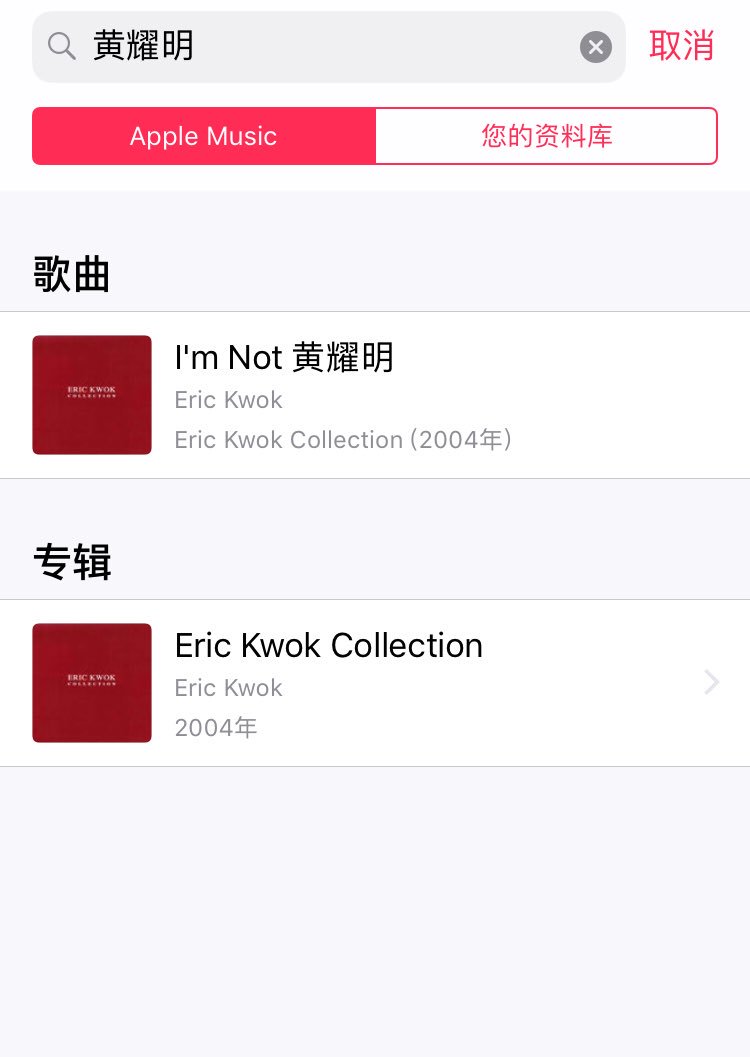 黄耀明
取消
Apple Music
您的资料库
歌曲
ERIC KWOK
COLLECTION
I'm Not 黄耀明
Eric Kwok
Eric Kwok Collection (2004年)
专辑
ERIC KWOK
COLLECTION
Eric Kwok Collection
Eric Kwok
2004年